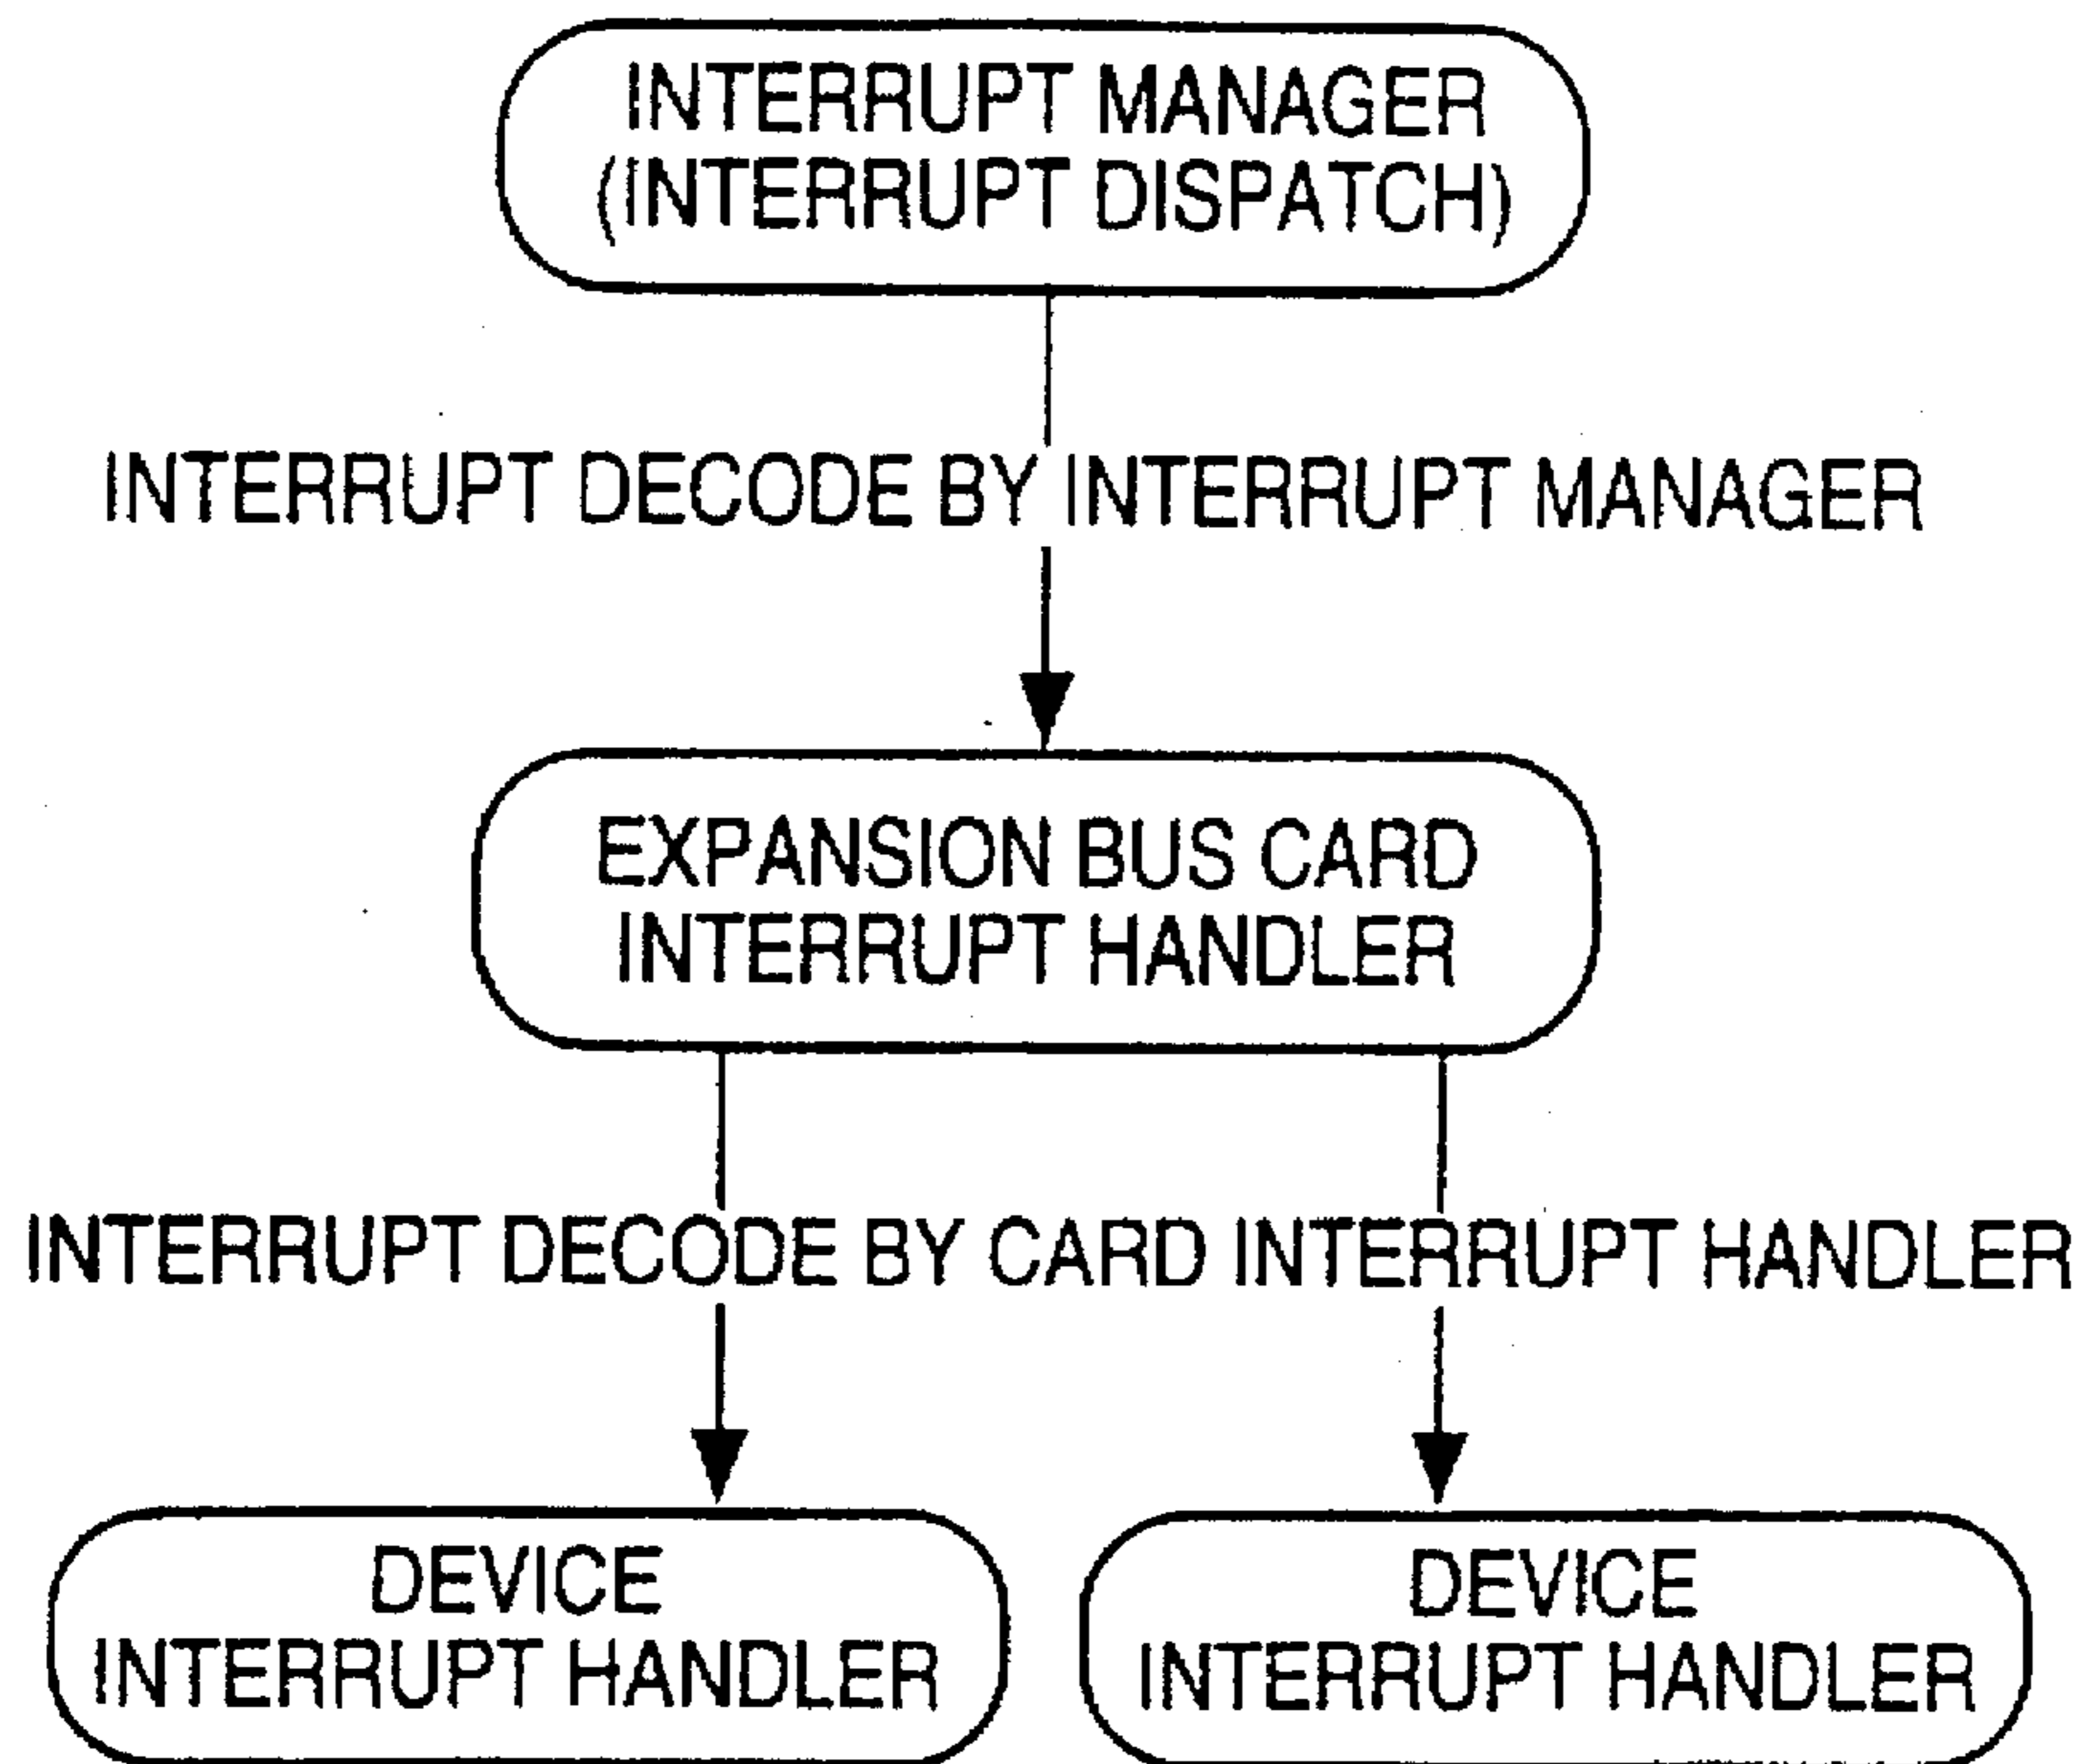 INTERRUPT MANAGER
(INTERRUPT DISPATCH)
INTERRUPT DECODE BY INTERRUPT MANAGER
EXPANSION BUS CARD
INTERRUPT HANDLER
INTERRUPT DECODE BY CARD INTERRUPT HANDLER
DEVICE
INTERRUPT HANDLER
DEVICE
INTERRUPT HANDLER